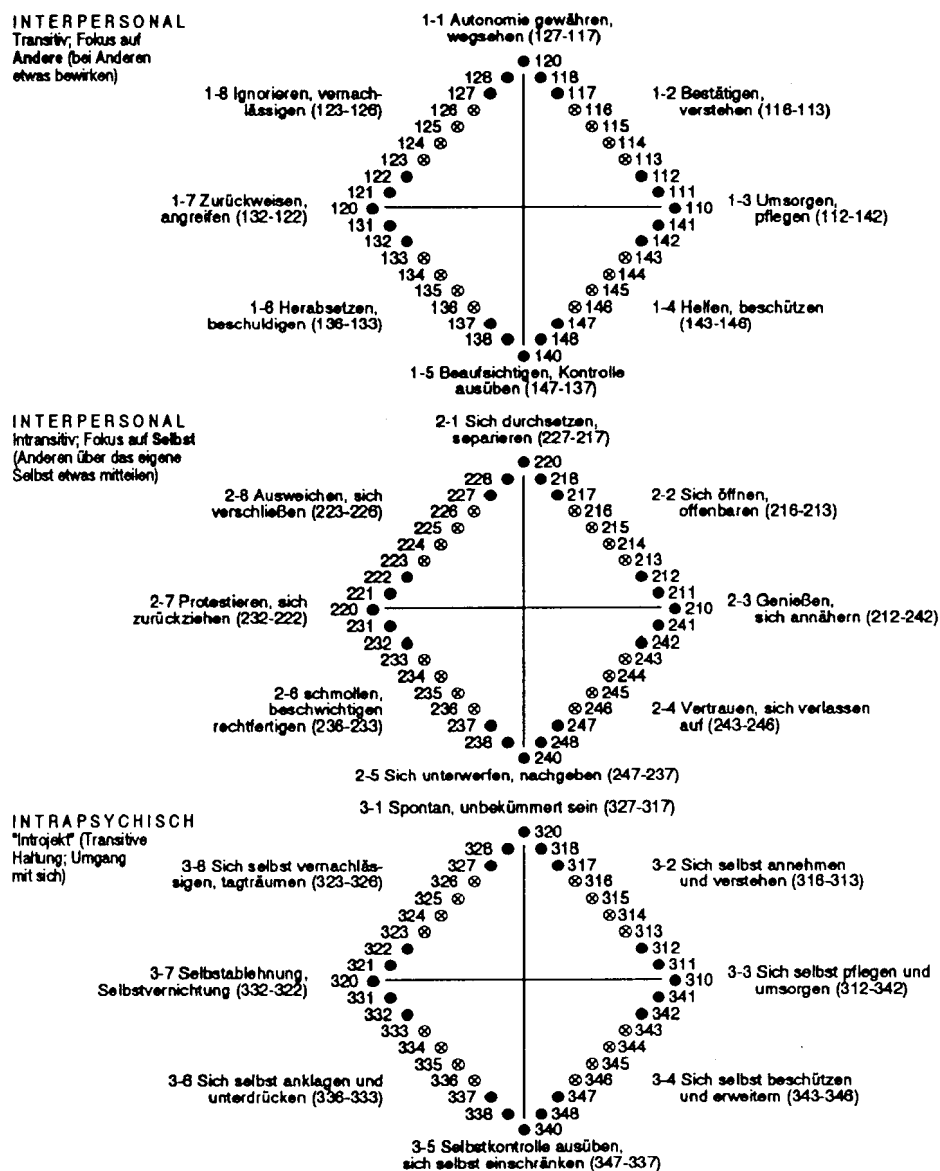 INTERPERSONAL
Transitiv; Fokus auf
Andere (bei Anderen
etwas bewirken)
1-1 Autonomie gewähren,
wegsehen (127-117)
120
128 118
127 117
1-8 Ignorieren, vernach-
lässigen (123-126)
1-2 Bestätigen,
verstehen (116-113)
126 116
125 115
124 114
123 113
122 112
121 111
1-7 Zurückweisen,
angreifen (132-122)
120 110
1-3 Umsorgen,
pflegen (112-142)
131 141
132 142
133 143
134 144
135 145
136 146
1-6 Herabsetzen,
beschuldigen (136-133)
1-4 Helfen, beschützen
(143-146)
137 147
138 148
140
1-5 Beaufsichtigen, Kontrolle
ausüben (147-137)
INTERPERSONAL
Intransitiv; Fokus auf Selbst
(Anderen über das eigene
Selbst etwas mitteilen)
2-1 Sich durchsetzen,
separieren (227-217)
220
228 218
227 217
2-8 Ausweichen, sich
verschließen (223-226)
2-2 Sich öffnen,
offenbaren (216-213)
226 216
225 215
224 214
223 213
222 212
221 211
2-7 Protestieren, sich
zurückziehen (232-222)
220 210
2-3 Genießen,
sich annähern (212-242)
231 241
232 242
233 243
234 244
235 245
236 246
2-6 schmollen,
beschwichtigen
rechtfertigen (236-233)
2-4 Vertrauen, sich verlassen
auf (243-246)
237 247
238 248
240
2-5 Sich unterwerfen, nachgeben (247-237)
INTRAPSYCHISCH
"Introjekt" (Transitive
Haltung; Umgang
mit sich)
3-1 Spontan, unbekümmert sein (327-317)
320
328 318
327 317
3-8 Sich selbst vernachläs-
sigen, tagträumen (323-326)
3-2 Sich selbst annehmen
und verstehen (316-313)
326 316
325 315
324 314
323 313
322 312
321 311
3-7 Selbstablehnung,
Selbstvernichtung (332-322)
320 310
3-3 Sich selbst pflegen und
umsorgen (312-342)
331 341
332 342
333 343
334 344
335 345
336 346
3-6 Sich selbst anklagen und
unterdrücken (336-333)
3-4 Sich selbst beschützen
und erweitern (343-346)
337 347
338 348
340
3-5 Selbstkontrolle ausüben,
sich selbst einschränken (347-337)